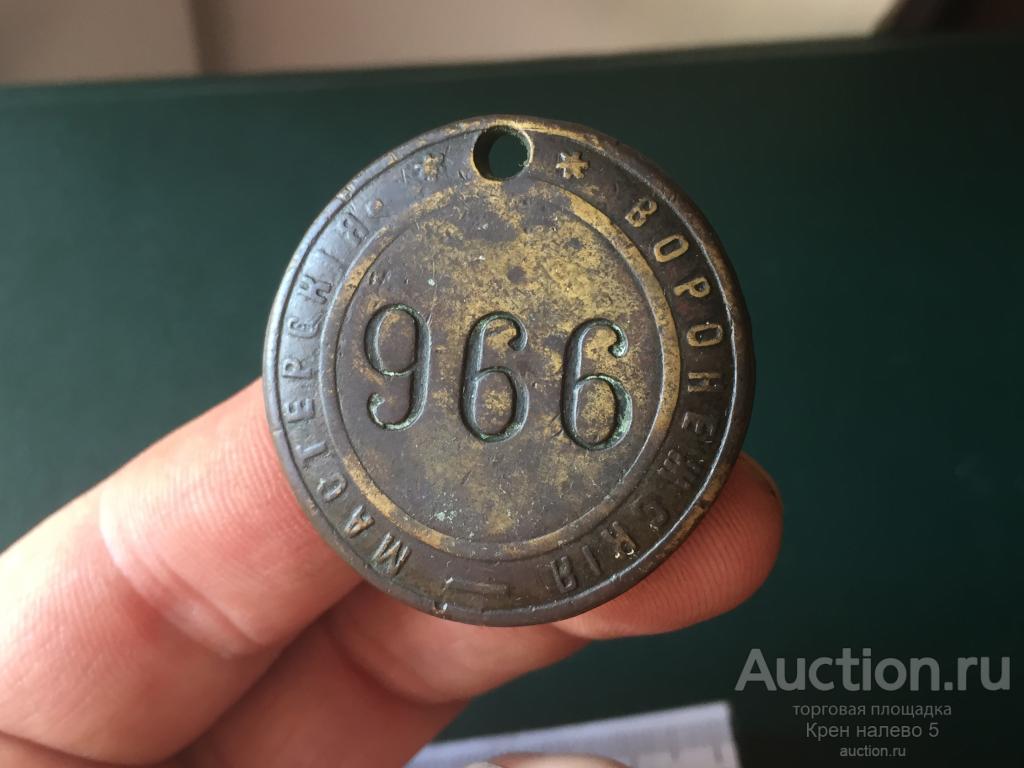 * ВОРОНЕЖСКІЯ — МАСТЕРСКІЯ. *
966
Auction.ru
торговая площадка
Крен налево 5
auction.ru